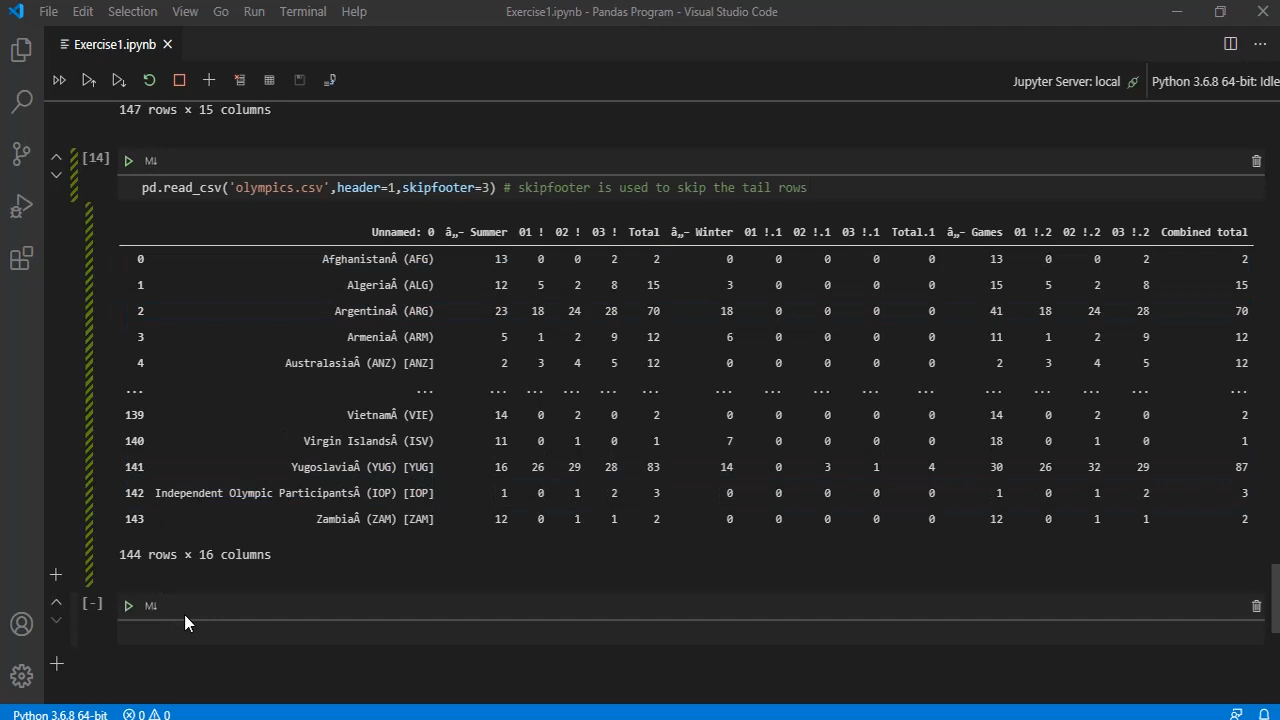 File Edit Selection View Go Run Terminal Help Exercise1.ipynb - Pandas Program - Visual Studio Code
Exercise1.ipynb
Jupyter Server: local Python 3.6.8 64-bit: Idle
147 rows × 15 columns
[14]
M↓
pd.read_csv('olympics.csv',header=1,skipfooter=3) # skipfooter is used to skip the tail rows
Unnamed: 0 â„– Summer 01 ! 02 ! 03 ! Total â„– Winter 01 !.1 02 !.1 03 !.1 Total.1 â„– Games 01 !.2 02 !.2 03 !.2 Combined total
0 AfghanistanÂ (AFG) 13 0 0 2 2 0 0 0 0 0 13 0 0 2 2
1 AlgeriaÂ (ALG) 12 5 2 8 15 3 0 0 0 0 15 5 2 8 15
2 ArgentinaÂ (ARG) 23 18 24 28 70 18 0 0 0 0 41 18 24 28 70
3 ArmeniaÂ (ARM) 5 1 2 9 12 6 0 0 0 0 11 1 2 9 12
4 AustralasiaÂ (ANZ) [ANZ] 2 3 4 5 12 0 0 0 0 0 2 3 4 5 12
... ... ... ... ... ... ... ... ... ... ... ... ... ... ... ... ...
139 VietnamÂ (VIE) 14 0 2 0 2 0 0 0 0 0 14 0 2 0 2
140 Virgin IslandsÂ (ISV) 11 0 1 0 1 7 0 0 0 0 18 0 1 0 1
141 YugoslaviaÂ (YUG) [YUG] 16 26 29 28 83 14 0 3 1 4 30 26 32 29 87
142 Independent Olympic ParticipantsÂ (IOP) [IOP] 1 0 1 2 3 0 0 0 0 0 1 0 1 2 3
143 ZambiaÂ (ZAM) [ZAM] 12 0 1 1 2 0 0 0 0 0 12 0 1 1 2
144 rows × 16 columns
[-]
M↓
Python 3.6.8 64-bit 0 0